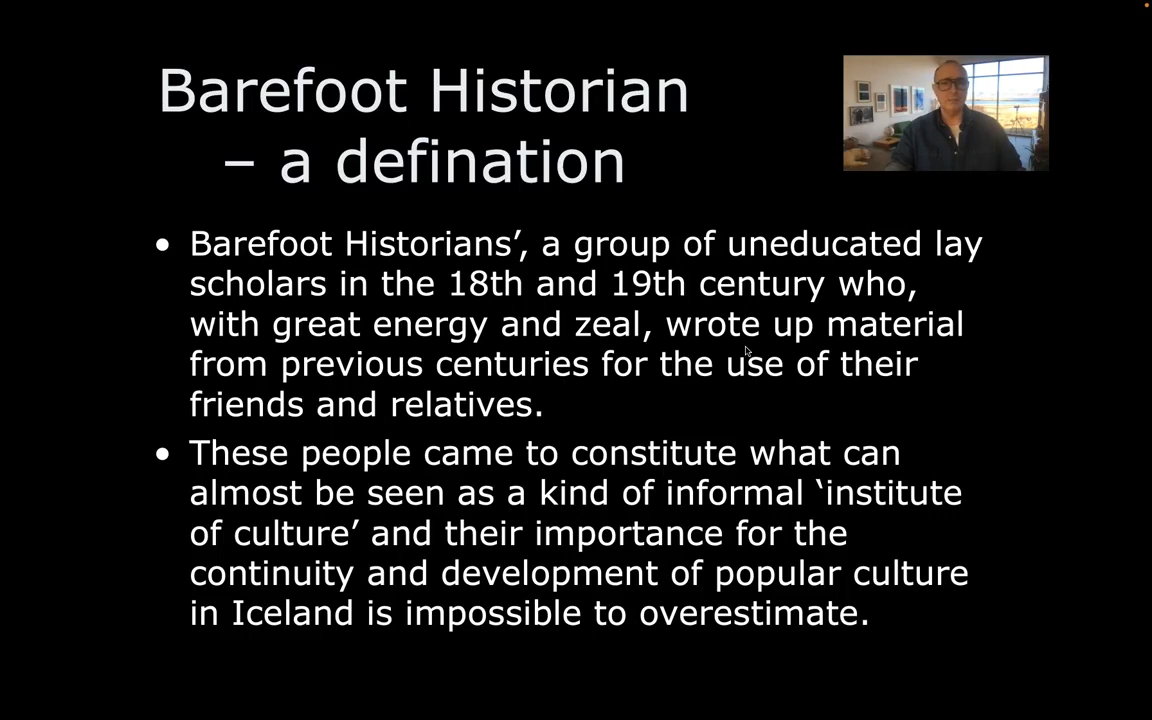 Barefoot Historian
– a defination
• Barefoot Historians’, a group of uneducated lay
scholars in the 18th and 19th century who,
with great energy and zeal, wrote up material
from previous centuries for the use of their
friends and relatives.
• These people came to constitute what can
almost be seen as a kind of informal ‘institute
of culture’ and their importance for the
continuity and development of popular culture
in Iceland is impossible to overestimate.